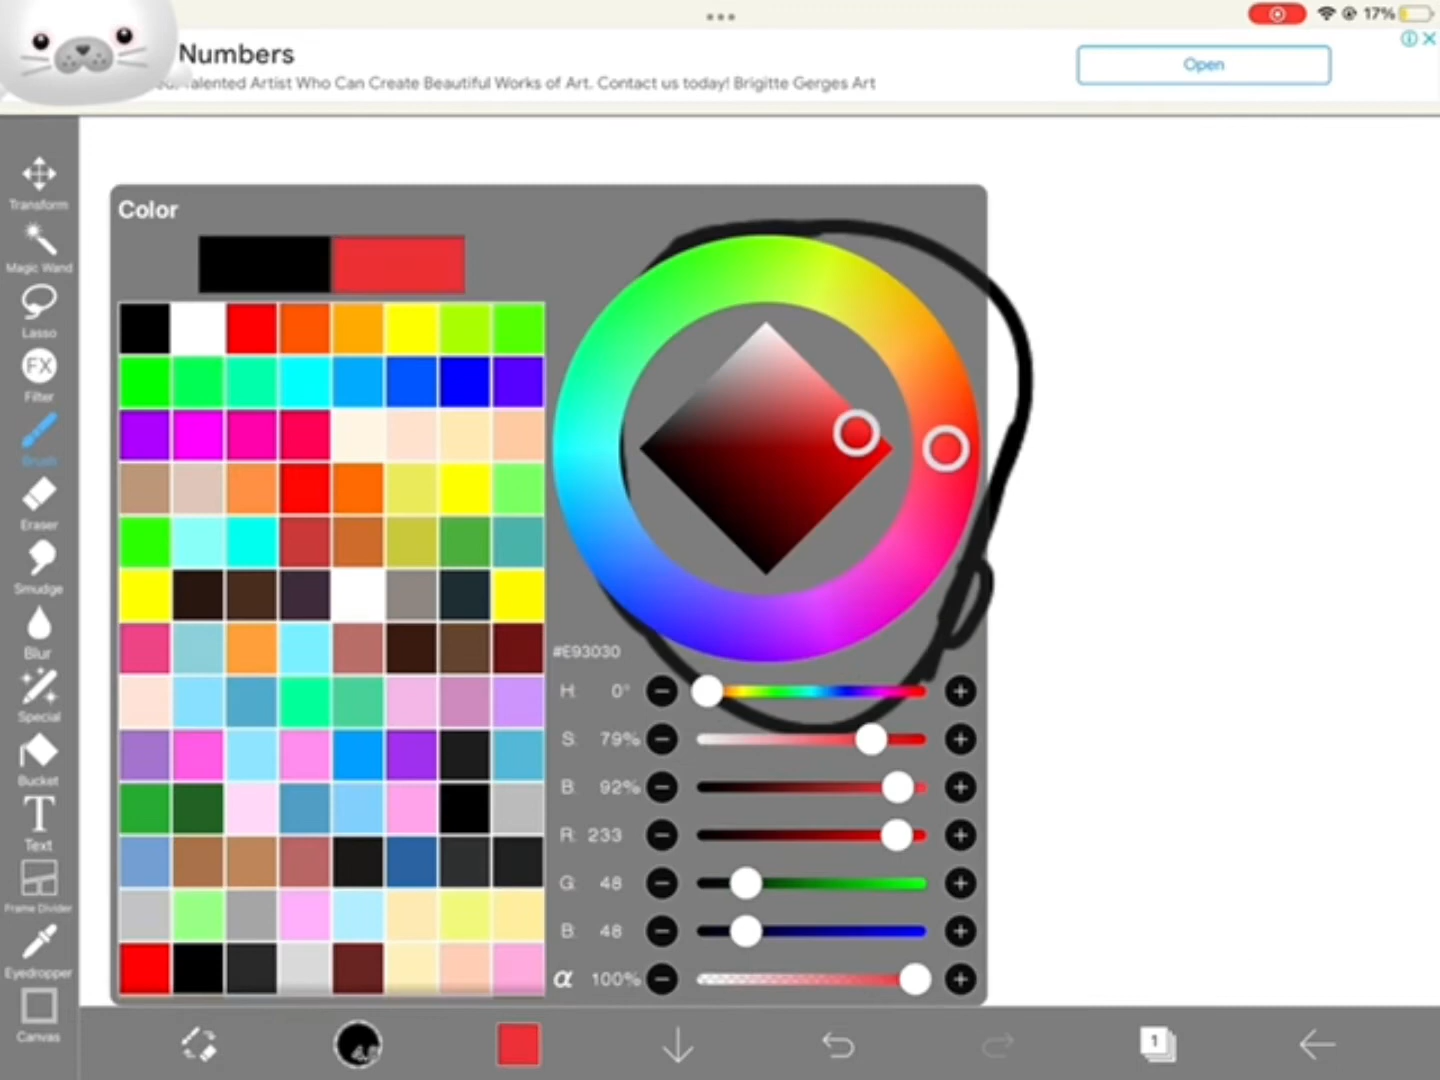 17%
Numbers
Talented Artist Who Can Create Beautiful Works of Art. Contact us today! Brigitte Gerges Art
Open
Transform
Magic Wand
Lasso
FX
Filter
Brush
Eraser
Smudge
Blur
Special
Bucket
T
Text
Frame Divider
Eyedropper
Canvas
Color
#E93030
H: 0°
S: 79%
B: 92%
R: 233
G: 48
B: 48
α 100%
1